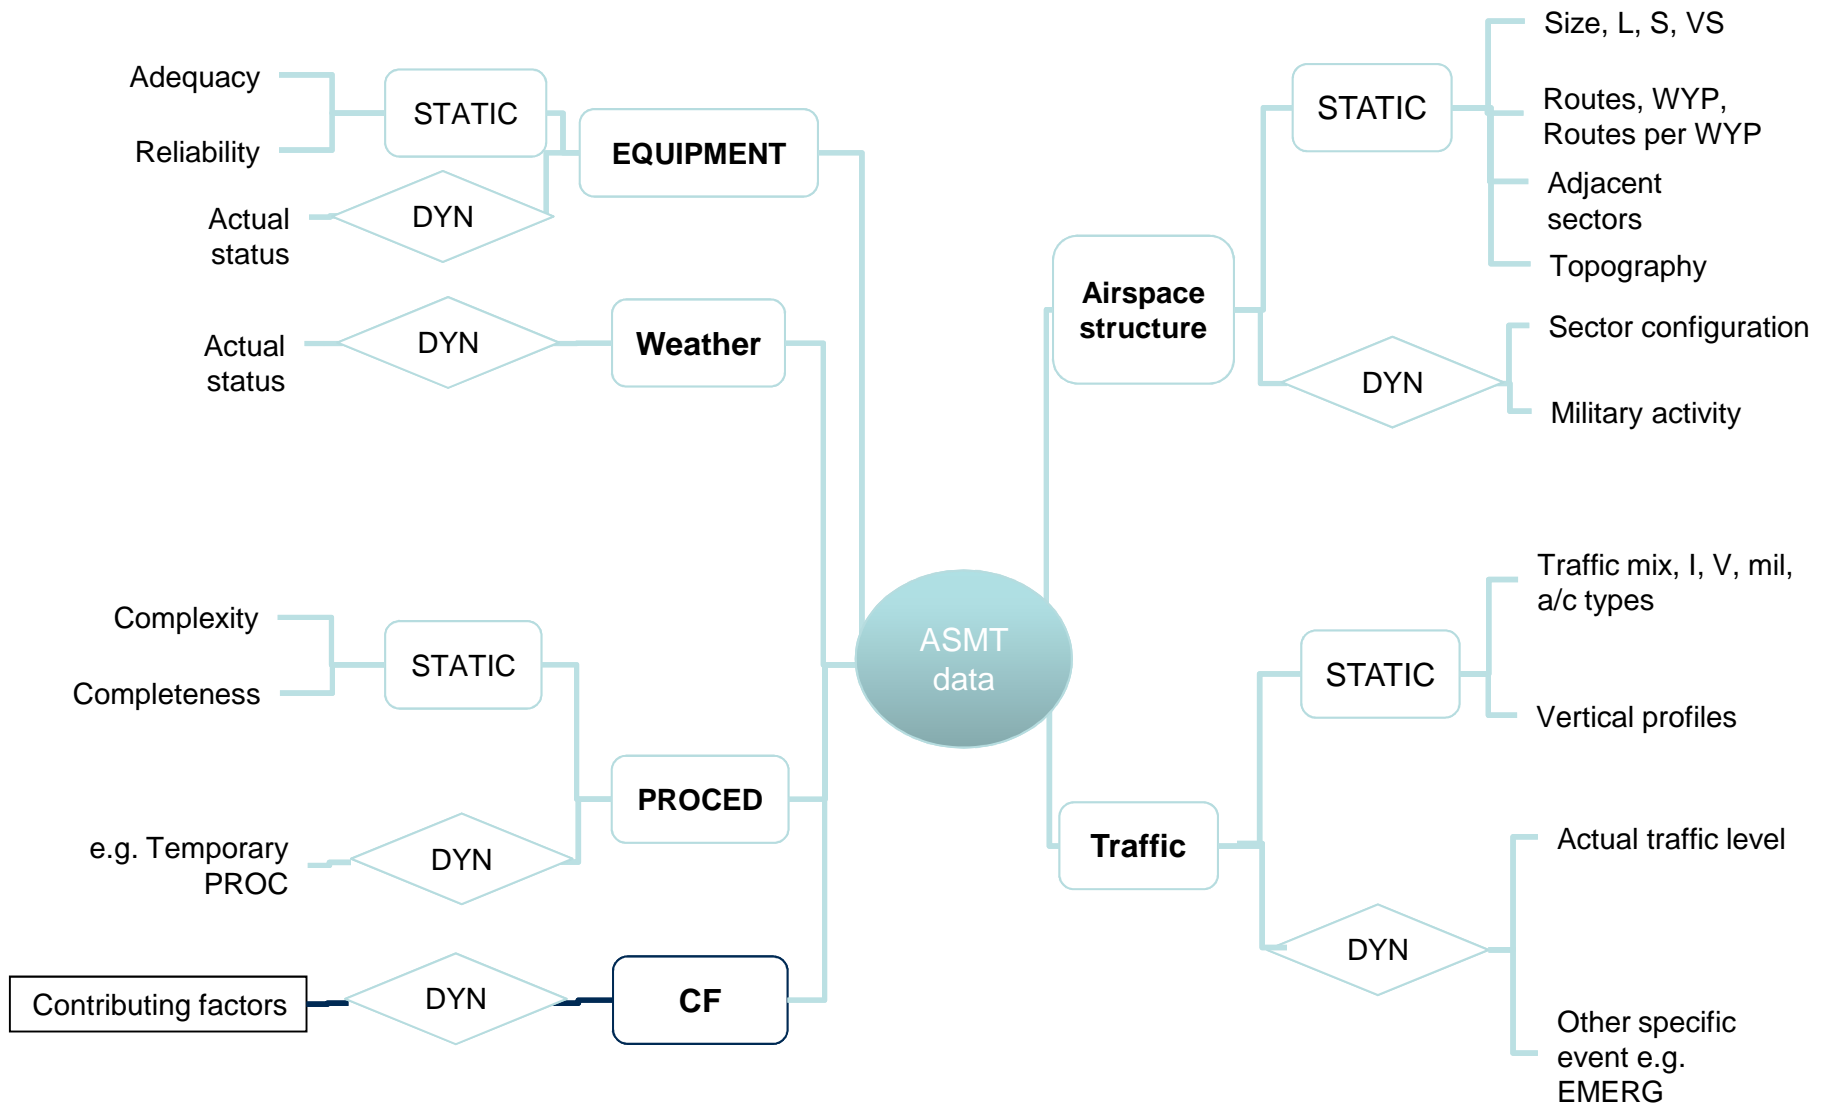 Adequacy
Reliability
STATIC
EQUIPMENT
DYN
Actual
status
Weather
DYN
Actual
status
Complexity
Completeness
STATIC
PROCED
DYN
e.g. Temporary
PROC
Contributing factors
DYN
CF
ASMT
data
Airspace
structure
STATIC
Size, L, S, VS
Routes, WYP,
Routes per WYP
Adjacent
sectors
Topography
DYN
Sector configuration
Military activity
Traffic
STATIC
Traffic mix, I, V, mil,
a/c types
Vertical profiles
DYN
Actual traffic level
Other specific
event e.g.
EMERG